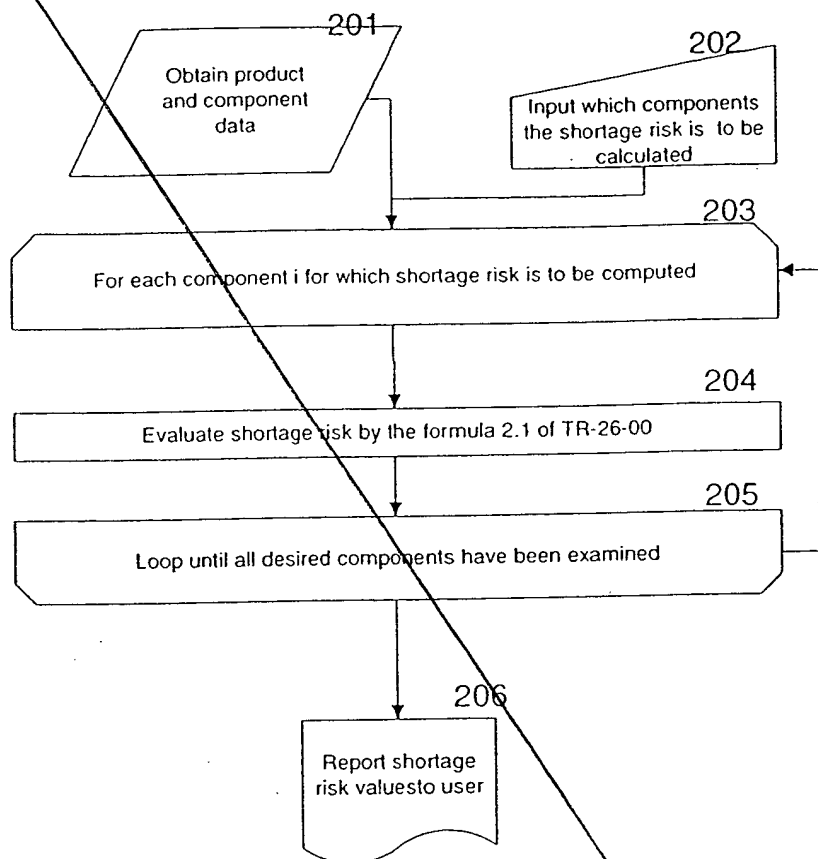 201
Obtain product
and component
data
202
Input which components
the shortage risk is to be
calculated
203
For each component i for which shortage risk is to be computed
204
Evaluate shortage risk by the formula 2.1 of TR-26-00
205
Loop until all desired components have been examined
206
Report shortage
risk valuesto user